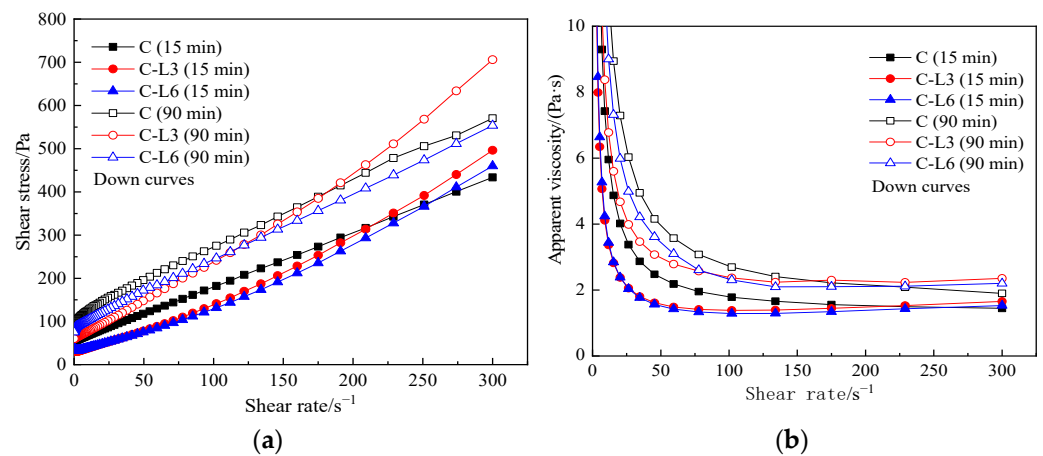 800
700
600
500
400
300
200
100
0
Shear stress/Pa
C (15 min)
C-L3 (15 min)
C-L6 (15 min)
C (90 min)
C-L3 (90 min)
C-L6 (90 min)
Down curves
0 50 100 150 200 250 300
Shear rate/s⁻¹
(a)
10
8
6
4
2
0
Apparent viscosity/(Pa·s)
C (15 min)
C-L3 (15 min)
C-L6 (15 min)
C (90 min)
C-L3 (90 min)
C-L6 (90 min)
Down curves
0 50 100 150 200 250 300
Shear rate/s⁻¹
(b)